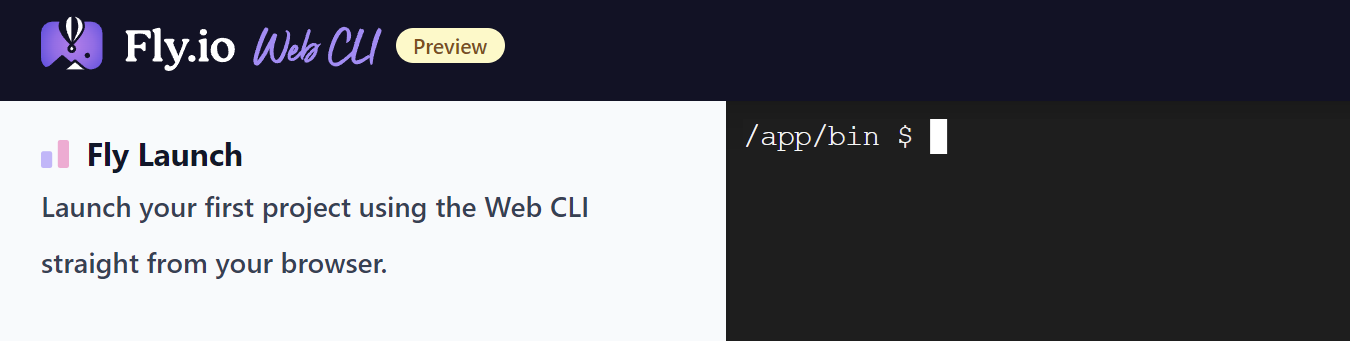 Fly.io Web CLI Preview
Fly Launch
Launch your first project using the Web CLI
straight from your browser.
/app/bin $